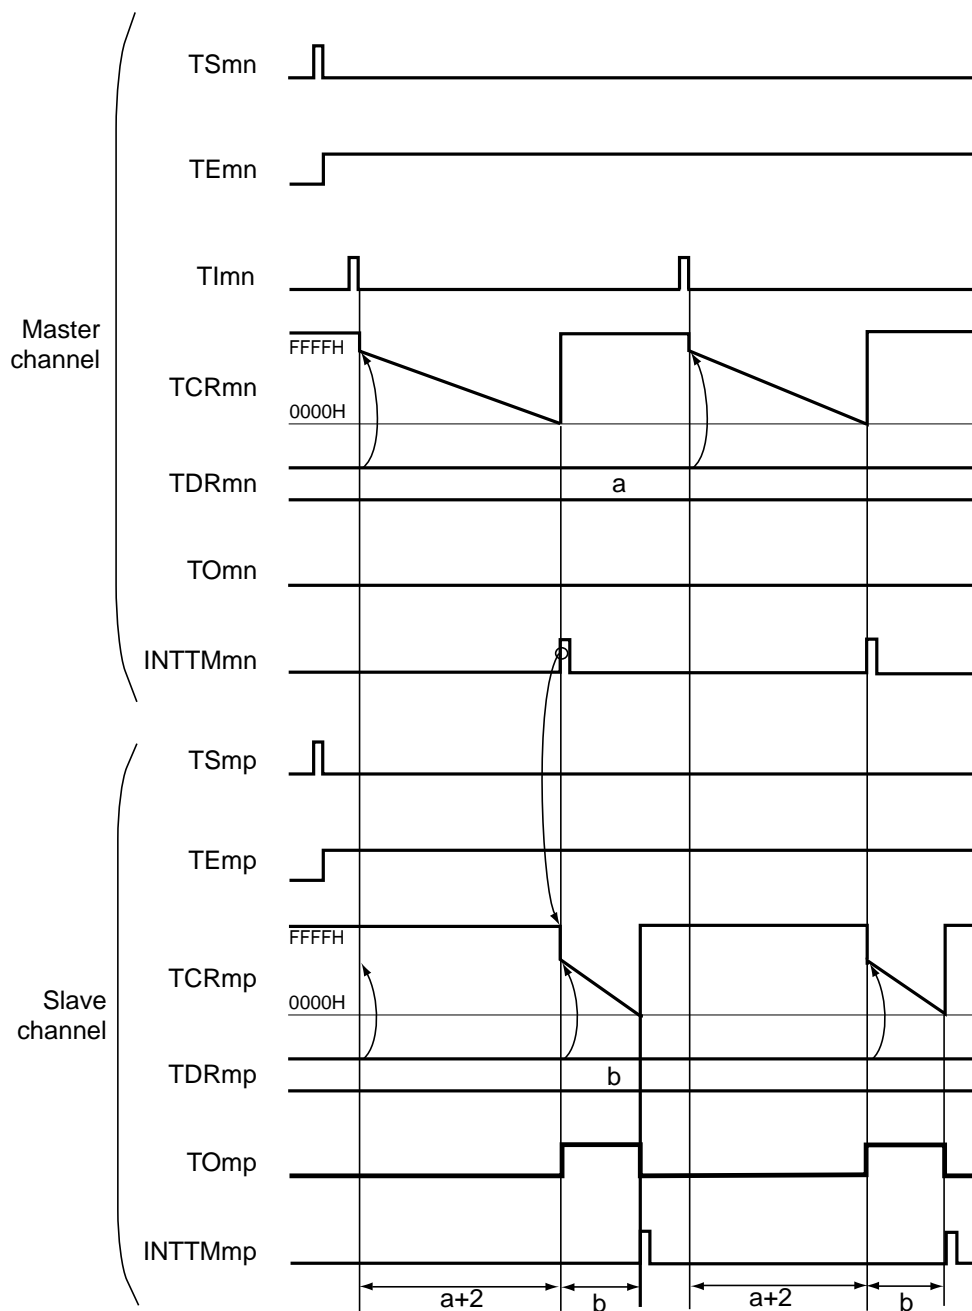 TSmn
TEmn
TImn
Master
channel
FFFFH
TCRmn
0000H
TDRmn
a
TOmn
INTTMmn
TSmp
TEmp
FFFFH
TCRmp
0000H
Slave
channel
TDRmp
b
TOmp
INTTMmp
a+2
b
a+2
b